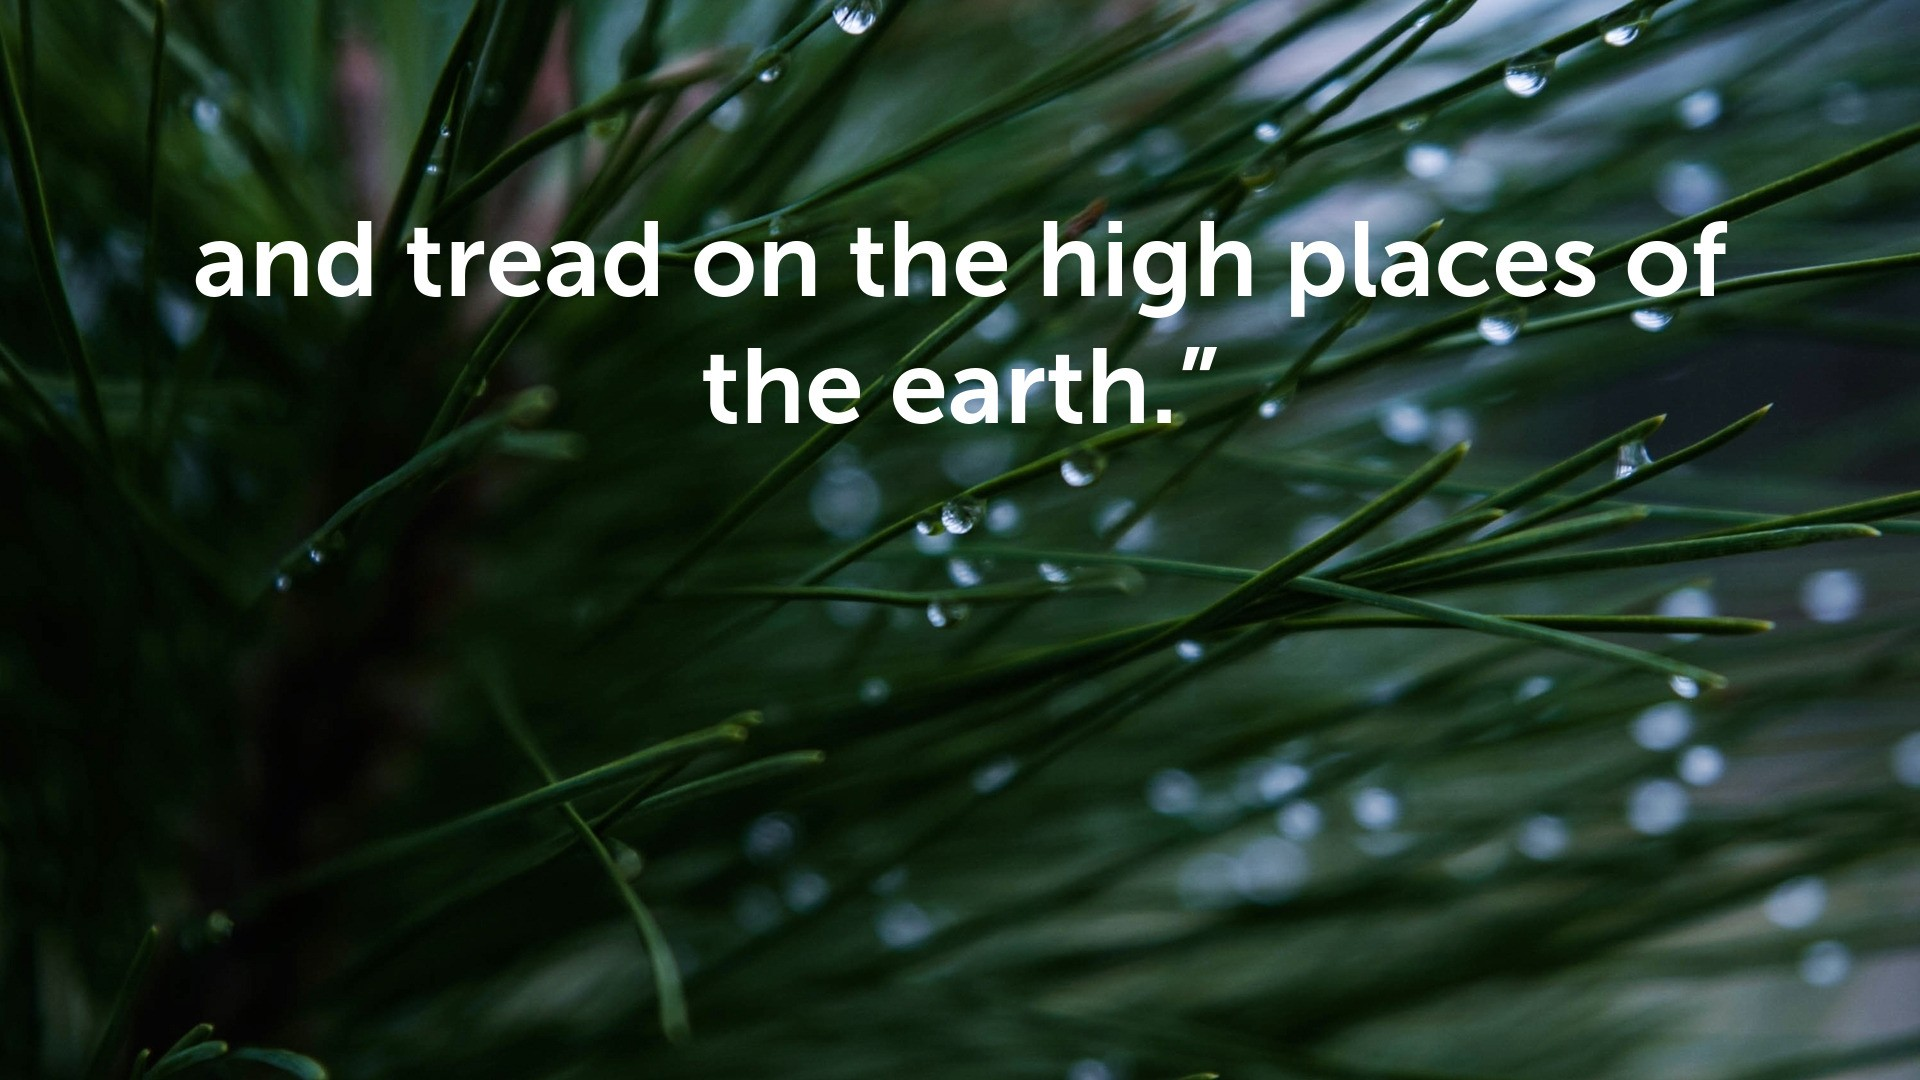 and tread on the high places of
the earth.”